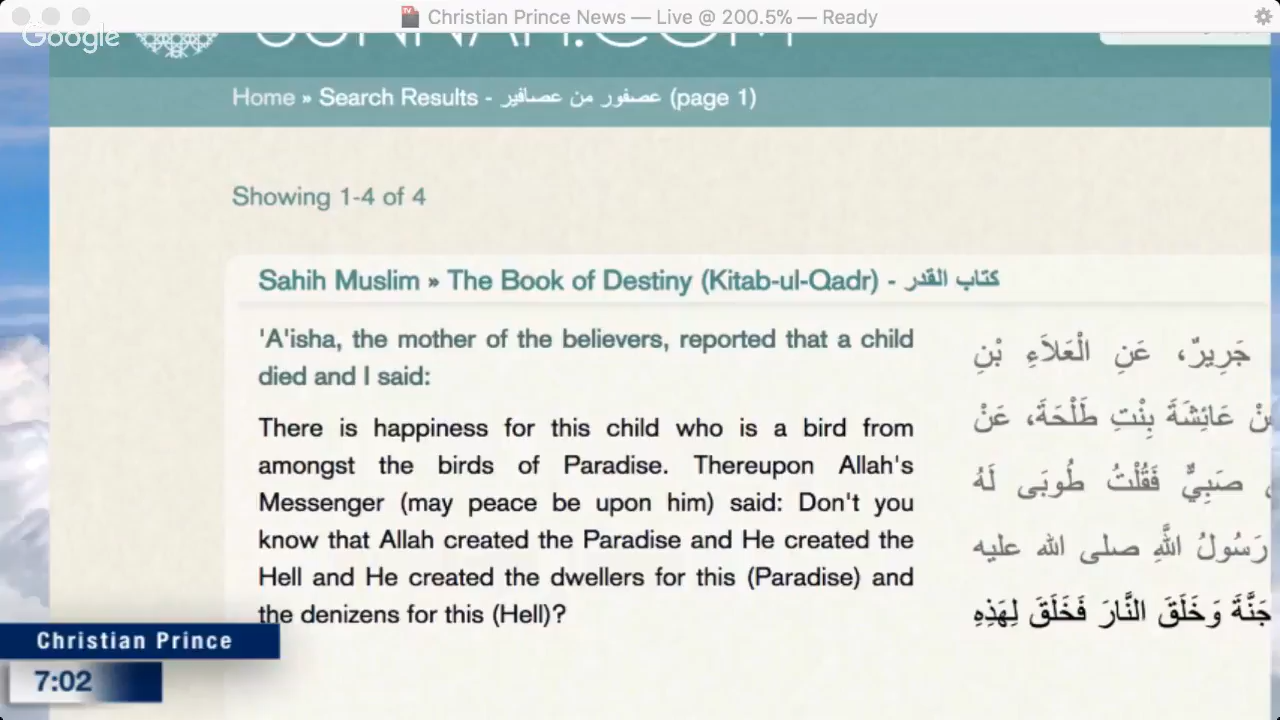 Christian Prince News — Live @ 200.5% — Ready
Google
SUNNAH.COM
Home » Search Results - عصفور من عصافير (page 1)
Showing 1-4 of 4
Sahih Muslim » The Book of Destiny (Kitab-ul-Qadr) - كتاب القدر
'A'isha, the mother of the believers, reported that a child
died and I said:
There is happiness for this child who is a bird from
amongst the birds of Paradise. Thereupon Allah's
Messenger (may peace be upon him) said: Don't you
know that Allah created the Paradise and He created the
Hell and He created the dwellers for this (Paradise) and
the denizens for this (Hell)?
جَرِيرٌ، عَنِ الْعَلاَءِ بْنِ
عَائِشَةَ بِنْتِ طَلْحَةَ، عَنْ
صَبِيٌّ فَقُلْتُ طُوبَى لَهُ
رَسُولُ اللَّهِ صلى الله عليه
وَخَلَقَ النَّارَ فَخَلَقَ لِهَذِهِ
Christian Prince
7:02